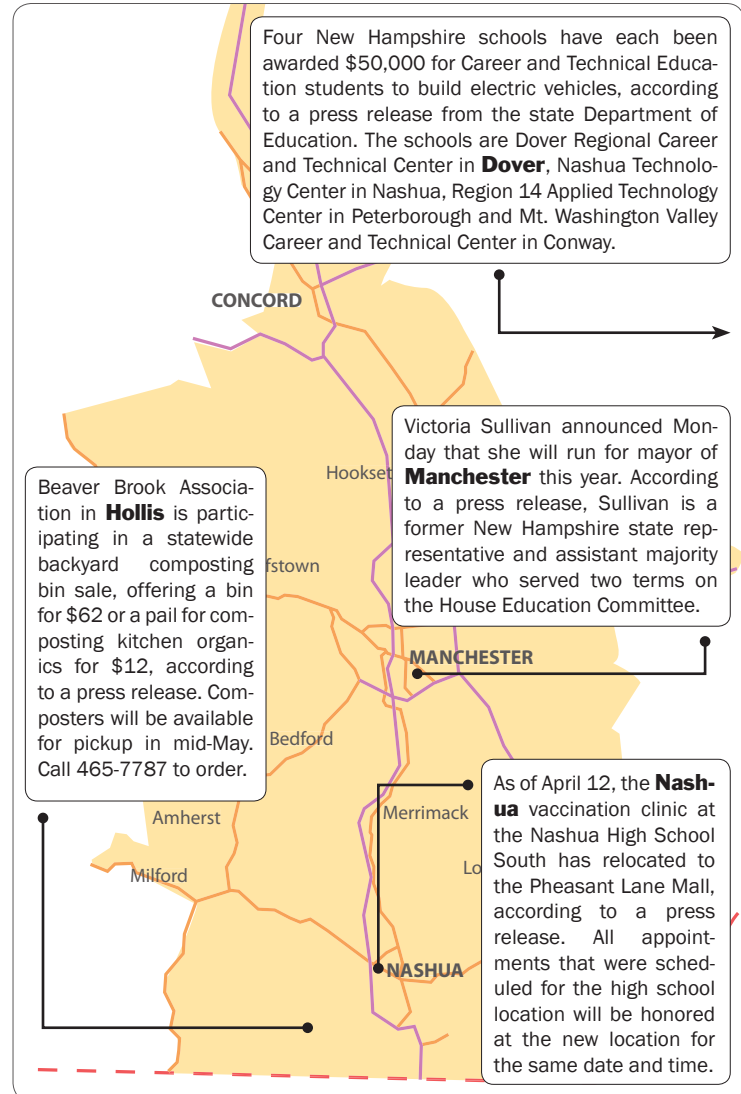 Four New Hampshire schools have each been
awarded $50,000 for Career and Technical Educa-
tion students to build electric vehicles, according
to a press release from the state Department of
Education. The schools are Dover Regional Career
and Technical Center in Dover, Nashua Technolo-
gy Center in Nashua, Region 14 Applied Technology
Center in Peterborough and Mt. Washington Valley
Career and Technical Center in Conway.
CONCORD
Victoria Sullivan announced Mon-
day that she will run for mayor of
Manchester this year. According
to a press release, Sullivan is a
former New Hampshire state rep-
resentative and assistant majority
leader who served two terms on
the House Education Committee.
Hookset
Beaver Brook Associa-
tion in Hollis is partic-
ipating in a statewide
backyard composting
bin sale, offering a bin
for $62 or a pail for com-
posting kitchen organ-
ics for $12, according
to a press release. Com-
posters will be available
for pickup in mid-May.
Call 465-7787 to order.
fstown
MANCHESTER
Bedford
Amherst
Merrimack
Milford
Lo
NASHUA
As of April 12, the Nash-
ua vaccination clinic at
the Nashua High School
South has relocated to
the Pheasant Lane Mall,
according to a press
release. All appoint-
ments that were sched-
uled for the high school
location will be honored
at the new location for
the same date and time.